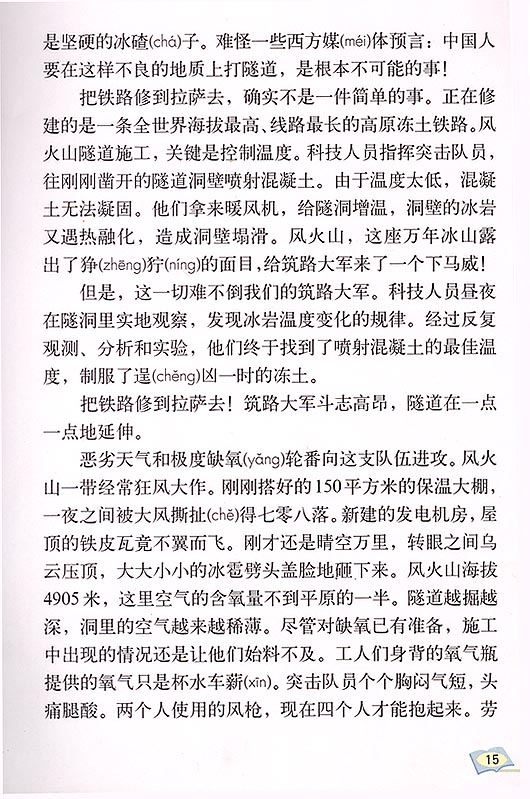 是坚硬的冰碴(chá)子。难怪一些西方媒(méi)体预言：中国人
要在这样不良的地质上打隧道，是根本不可能的事！
把铁路修到拉萨去，确实不是一件简单的事。正在修
建的是一条全世界海拔最高、线路最长的高原冻土铁路。风
火山隧道施工，关键是控制温度。科技人员指挥突击队员，
往刚刚凿开的隧道洞壁喷射混凝土。由于温度太低，混凝
土无法凝固。他们拿来暖风机，给隧道增温，洞壁的冰岩
又遇热融化，造成洞壁塌滑。风火山，这座万年冰山露
出了狰(zhēng)狞(níng)的面目，给筑路大军来了一个下马威！
但是，这一切难不倒我们的筑路大军。科技人员昼夜
在隧洞里实地观察，发现冰岩温度变化的规律。经过反复
观测、分析和实验，他们终于找到了喷射混凝土的最佳温
度，制服了逞(chěng)凶一时的冻土。
把铁路修到拉萨去！筑路大军斗志高昂，隧道在一点
一点地延伸。
恶劣天气和极度缺氧(yǎng)轮番向这支队伍进攻。风火
山一带经常狂风大作。刚刚搭好的150平方米的保温大棚，
一夜之间被大风撕扯(chě)得七零八落。新建的发电机房，屋
顶的铁皮瓦竟不翼而飞。刚才还是晴空万里，转眼之间乌
云压顶，大大小小的冰雹劈头盖脸地砸下来。风火山海拔
4905米，这里空气的含氧量不到平原的一半。隧道越掘越
深，洞里的空气越来越稀薄。尽管对缺氧已有准备，施工
中出现的情况还是让他们始料不及。工人们身背的氧气瓶
提供的氧气只是杯水车薪(xīn)。突击队员个个胸闷气短，头
痛腿酸。两个人使用的风枪，现在四个人才能抱起来。劳
15